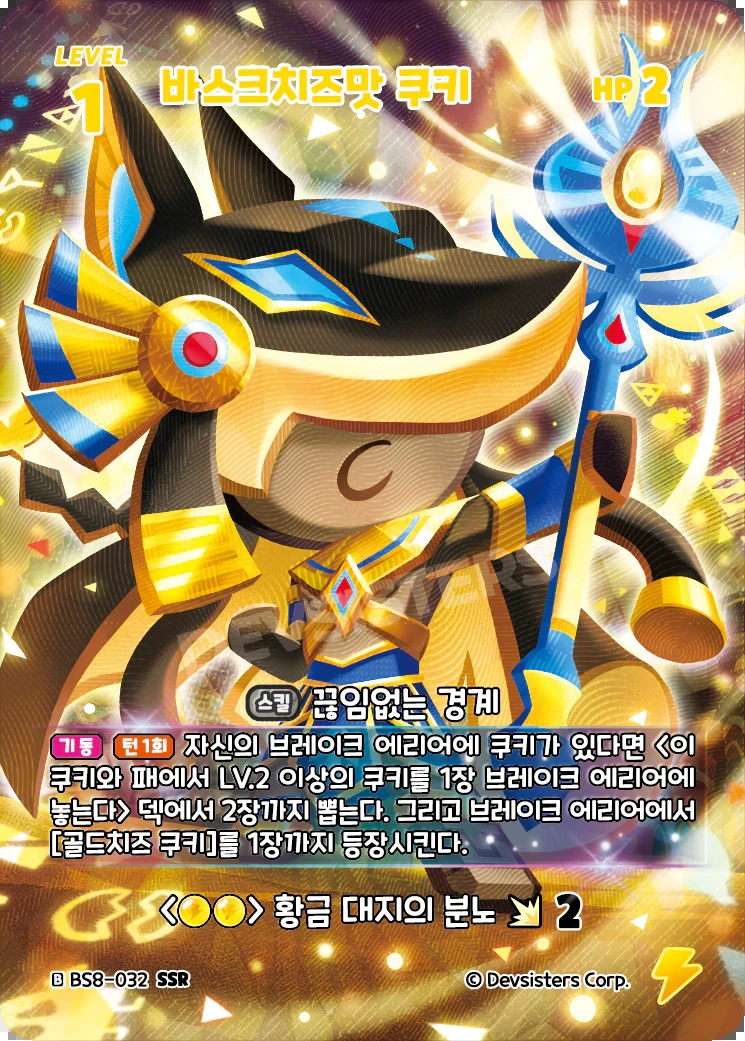 LEVEL
1
바스크치즈맛 쿠키
HP 2
DEVSISTERS
스킬 끊임없는 경계
기동 턴1회 자신의 브레이크 에리어에 쿠키가 있다면 <이
쿠키와 패에서 LV.2 이상의 쿠키를 1장 브레이크 에리어에
놓는다> 덱에서 2장까지 뽑는다. 그리고 브레이크 에리어에서
[골드치즈 쿠키]를 1장까지 등장시킨다.
< > 황금 대지의 분노 2
B BS8-032 SSR
© Devsisters Corp.